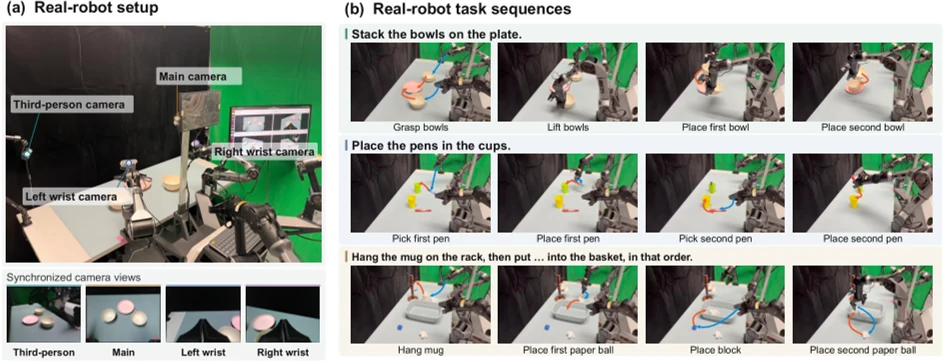 (a) Real-robot setup
Main camera
Third-person camera
Right wrist camera
Left wrist camera
Synchronized camera views
Third-person
Main
Left wrist
Right wrist
(b) Real-robot task sequences
Stack the bowls on the plate.
Grasp bowls
Lift bowls
Place first bowl
Place second bowl
Place the pens in the cups.
Pick first pen
Place first pen
Pick second pen
Place second pen
Hang the mug on the rack, then put … into the basket, in that order.
Hang mug
Place first paper ball
Place block
Place second paper ball